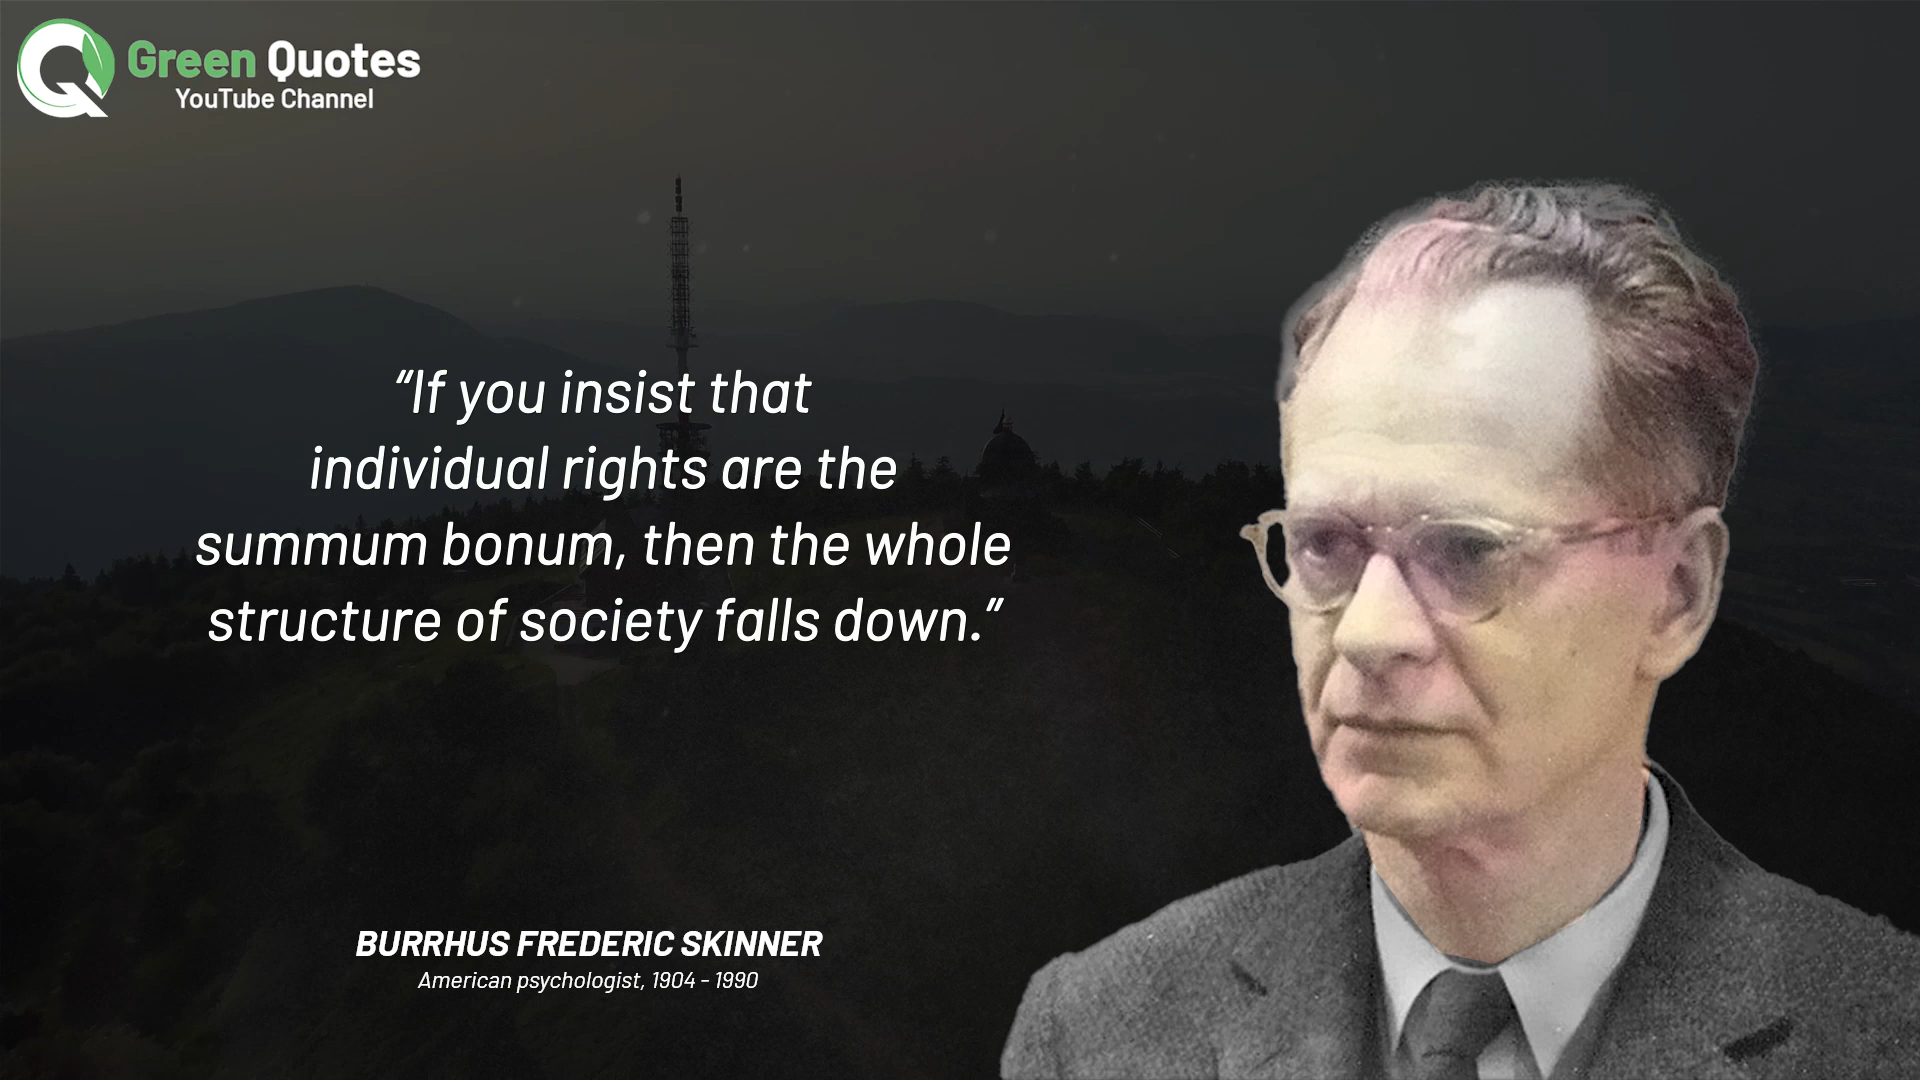 Green Quotes
YouTube Channel
“If you insist that
individual rights are the
summum bonum, then the whole
structure of society falls down.”
BURRHUS FREDERIC SKINNER
American psychologist, 1904 - 1990